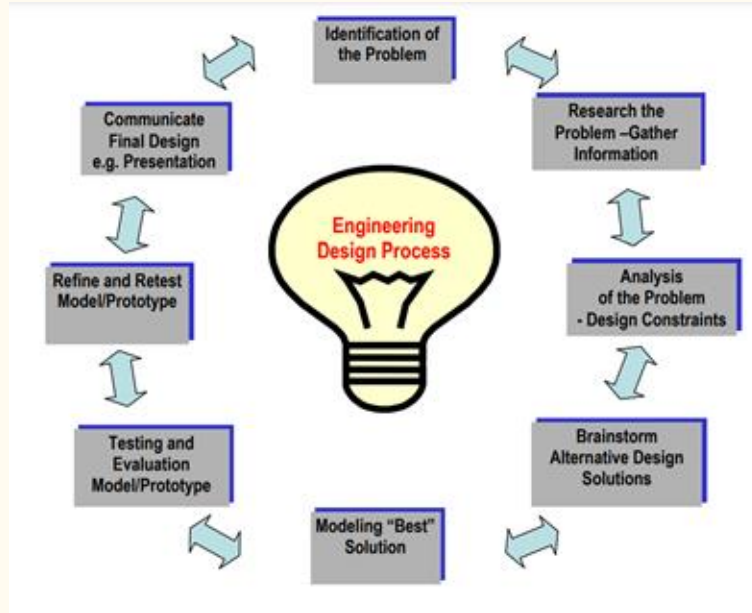 Identification of
the Problem
Research the
Problem –Gather
Information
Analysis
of the Problem
- Design Constraints
Brainstorm
Alternative Design
Solutions
Modeling “Best”
Solution
Testing and
Evaluation
Model/Prototype
Refine and Retest
Model/Prototype
Communicate
Final Design
e.g. Presentation
Engineering
Design Process